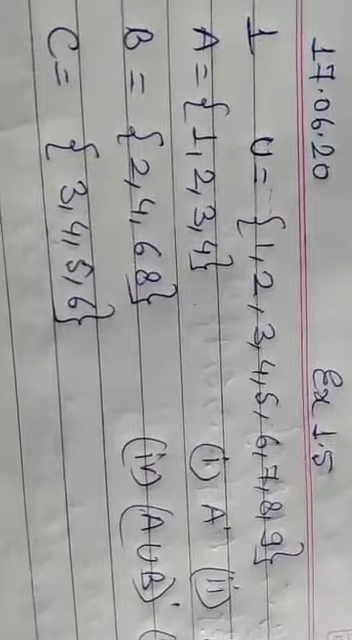 17.06.20 Ex 1.5
1 U = {1,2,3,4,5,6,7,8,9}
A = {1,2,3,4} (i) A' (ii)
B = {2,4,6 8} (iv) (A∪B)' (
C = {3,4,5,6}